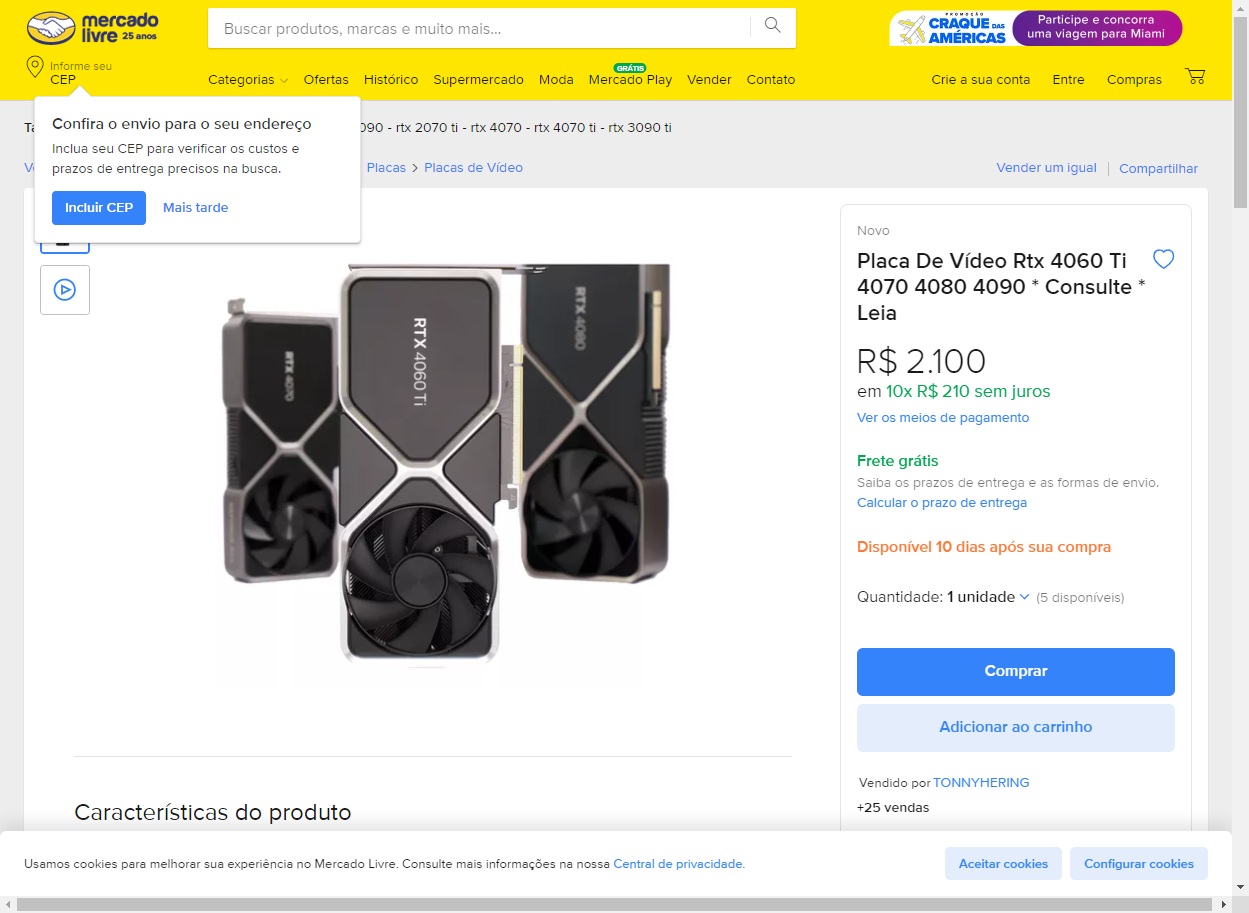 mercado
livre 25 anos
Buscar produtos, marcas e muito mais...
PROMOÇÃO
CRAQUE DAS
AMÉRICAS
Participe e concorra
uma viagem para Miami
Informe seu
CEP
Categorias
Ofertas
Histórico
Supermercado
Moda
GRÁTIS
Mercado Play
Vender
Contato
Crie a sua conta
Entre
Compras
Confira o envio para o seu endereço
Inclua seu CEP para verificar os custos e
prazos de entrega precisos na busca.
Incluir CEP
Mais tarde
090 - rtx 2070 ti - rtx 4070 - rtx 4070 ti - rtx 3090 ti
Placas > Placas de Vídeo
Vender um igual
Compartilhar
RTX 4070
RTX 4060 Ti
RTX 4080
Novo
Placa De Vídeo Rtx 4060 Ti
4070 4080 4090 * Consulte *
Leia
R$ 2.100
em 10x R$ 210 sem juros
Ver os meios de pagamento
Frete grátis
Saiba os prazos de entrega e as formas de envio.
Calcular o prazo de entrega
Disponível 10 dias após sua compra
Quantidade: 1 unidade (5 disponíveis)
Comprar
Adicionar ao carrinho
Vendido por TONNYHERING
+25 vendas
Características do produto
Usamos cookies para melhorar sua experiência no Mercado Livre. Consulte mais informações na nossa Central de privacidade.
Aceitar cookies
Configurar cookies